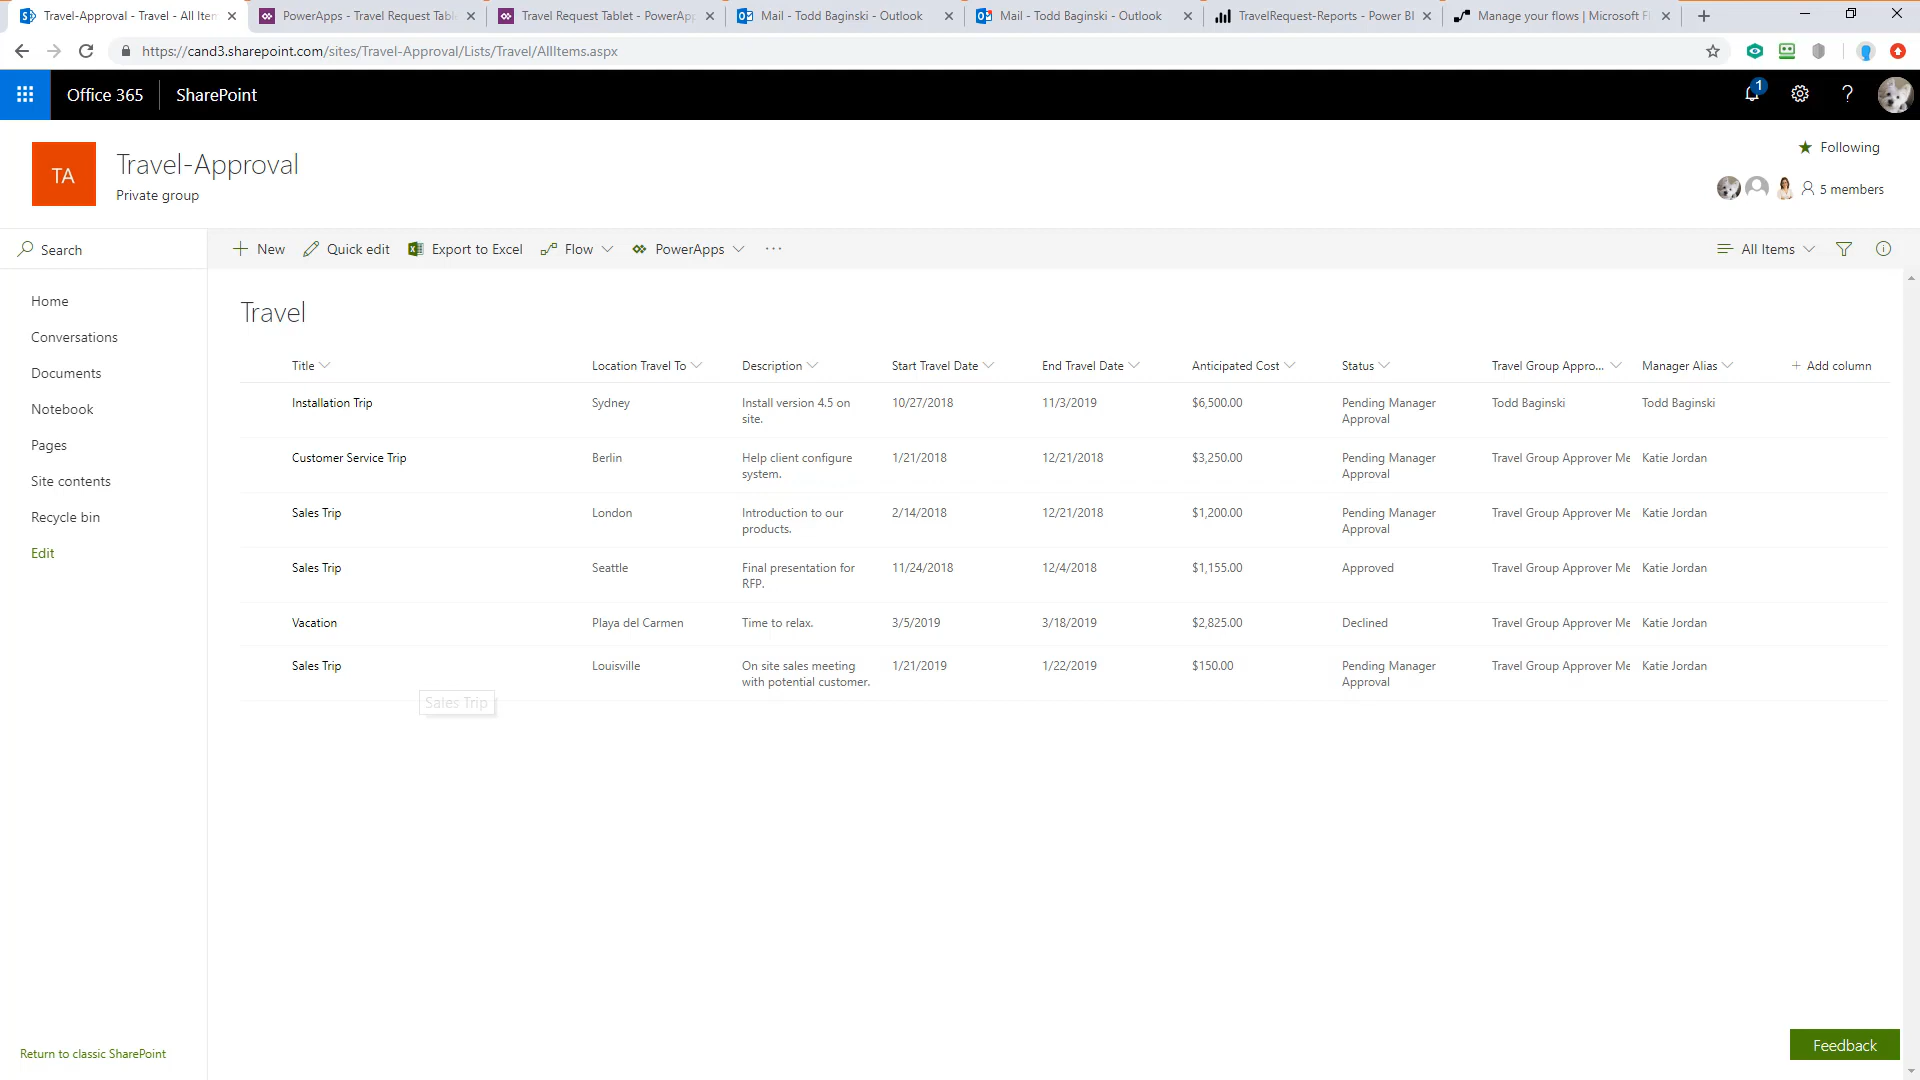 Travel-Approval - Travel - All Item
PowerApps - Travel Request Table
Travel Request Tablet - PowerApp
Mail - Todd Baginski - Outlook
Mail - Todd Baginski - Outlook
TravelRequest-Reports - Power BI
Manage your flows | Microsoft Fl
https://cand3.sharepoint.com/sites/Travel-Approval/Lists/Travel/AllItems.aspx
Office 365
SharePoint
1
?
TA
Travel-Approval
Private group
Following
5 members
Search
New
Quick edit
Export to Excel
Flow
PowerApps
...
All Items
Home
Conversations
Documents
Notebook
Pages
Site contents
Recycle bin
Edit
Travel
Title
Location Travel To
Description
Start Travel Date
End Travel Date
Anticipated Cost
Status
Travel Group Appro...
Manager Alias
+ Add column
Installation Trip
Sydney
Install version 4.5 on
site.
10/27/2018
11/3/2019
$6,500.00
Pending Manager
Approval
Todd Baginski
Todd Baginski
Customer Service Trip
Berlin
Help client configure
system.
1/21/2018
12/21/2018
$3,250.00
Pending Manager
Approval
Travel Group Approver Me
Katie Jordan
Sales Trip
London
Introduction to our
products.
2/14/2018
12/21/2018
$1,200.00
Pending Manager
Approval
Travel Group Approver Me
Katie Jordan
Sales Trip
Seattle
Final presentation for
RFP.
11/24/2018
12/4/2018
$1,155.00
Approved
Travel Group Approver Me
Katie Jordan
Vacation
Playa del Carmen
Time to relax.
3/5/2019
3/18/2019
$2,825.00
Declined
Travel Group Approver Me
Katie Jordan
Sales Trip
Louisville
On site sales meeting
with potential customer.
1/21/2019
1/22/2019
$150.00
Pending Manager
Approval
Travel Group Approver Me
Katie Jordan
Sales Trip
Return to classic SharePoint
Feedback